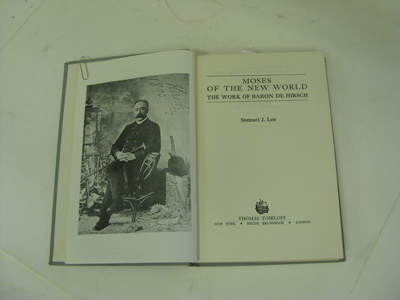 MOSES
OF THE NEW WORLD
THE WORK OF BARON DE HIRSCH
Samuel J. Lee
THOMAS YOSELOFF
NEW YORK • SOUTH BRUNSWICK • LONDON